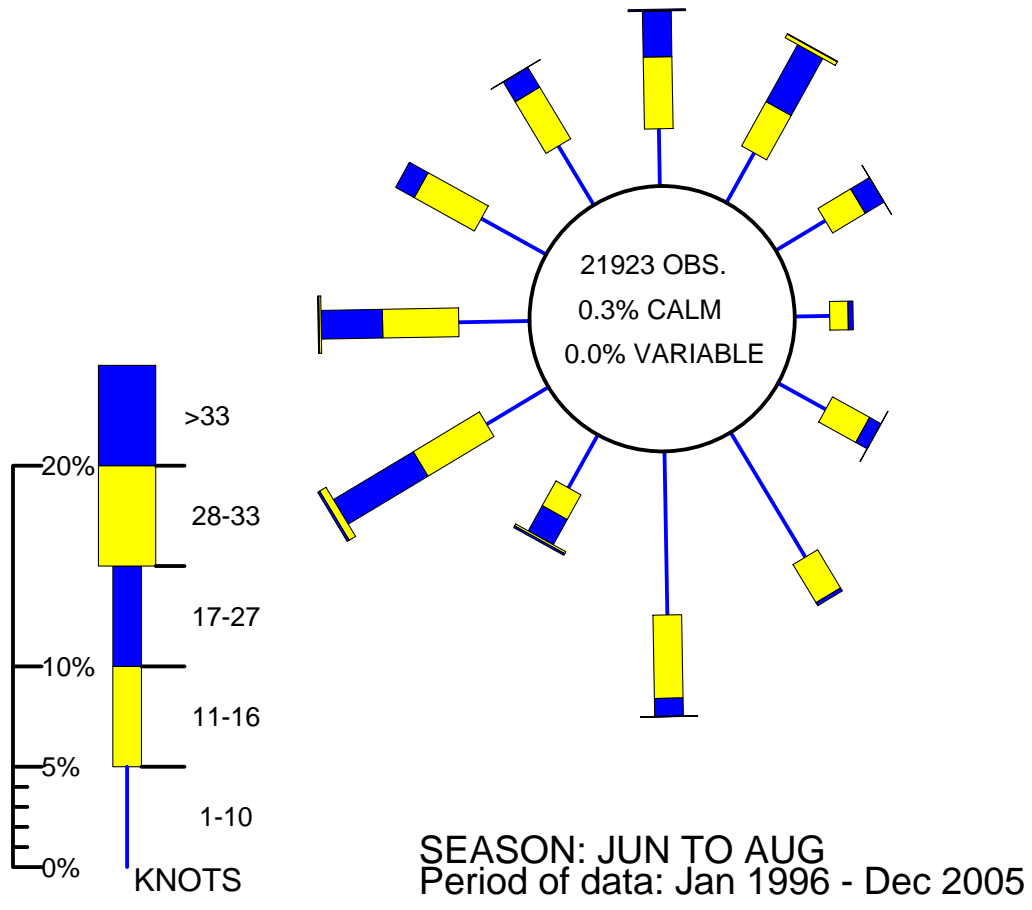 21923 OBS.
0.3% CALM
0.0% VARIABLE
>33
20%
28-33
17-27
10%
11-16
5%
1-10
0%
KNOTS
SEASON: JUN TO AUG
Period of data: Jan 1996 - Dec 2005